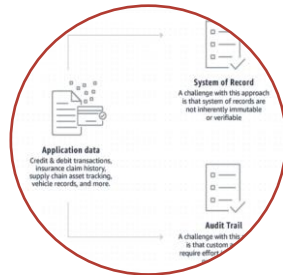 System of Record
A challenge with this approach
is that system of records are
not inherently immutable
or verifiable
Application data
Credit & debit transactions,
insurance claim history,
supply chain asset tracking,
vehicle records, and more.
Audit Trail
A challenge with this
is that custom
require effort